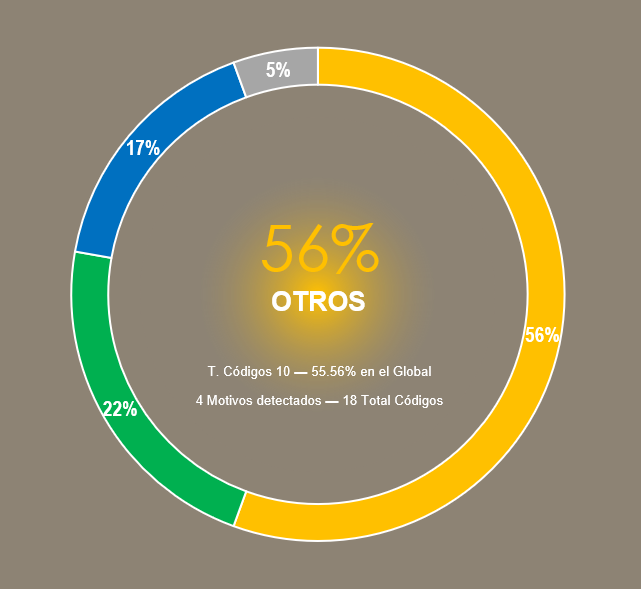 5%
17%
56%
OTROS
56%
T. Códigos 10 — 55.56% en el Global
4 Motivos detectados — 18 Total Códigos
22%